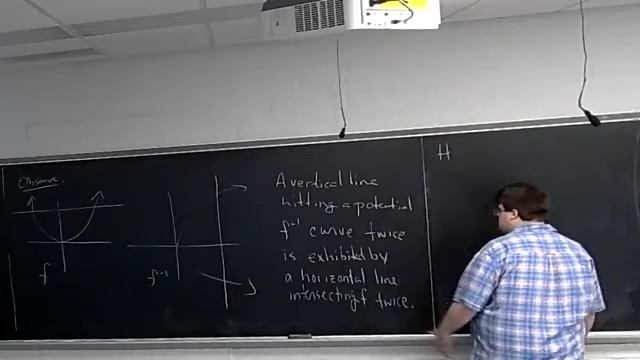 Observe.
f
f⁻¹
A vertical line
hitting a potential
f⁻¹ curve twice
is exhibited by
a horizontal line
intersecting f twice.
H